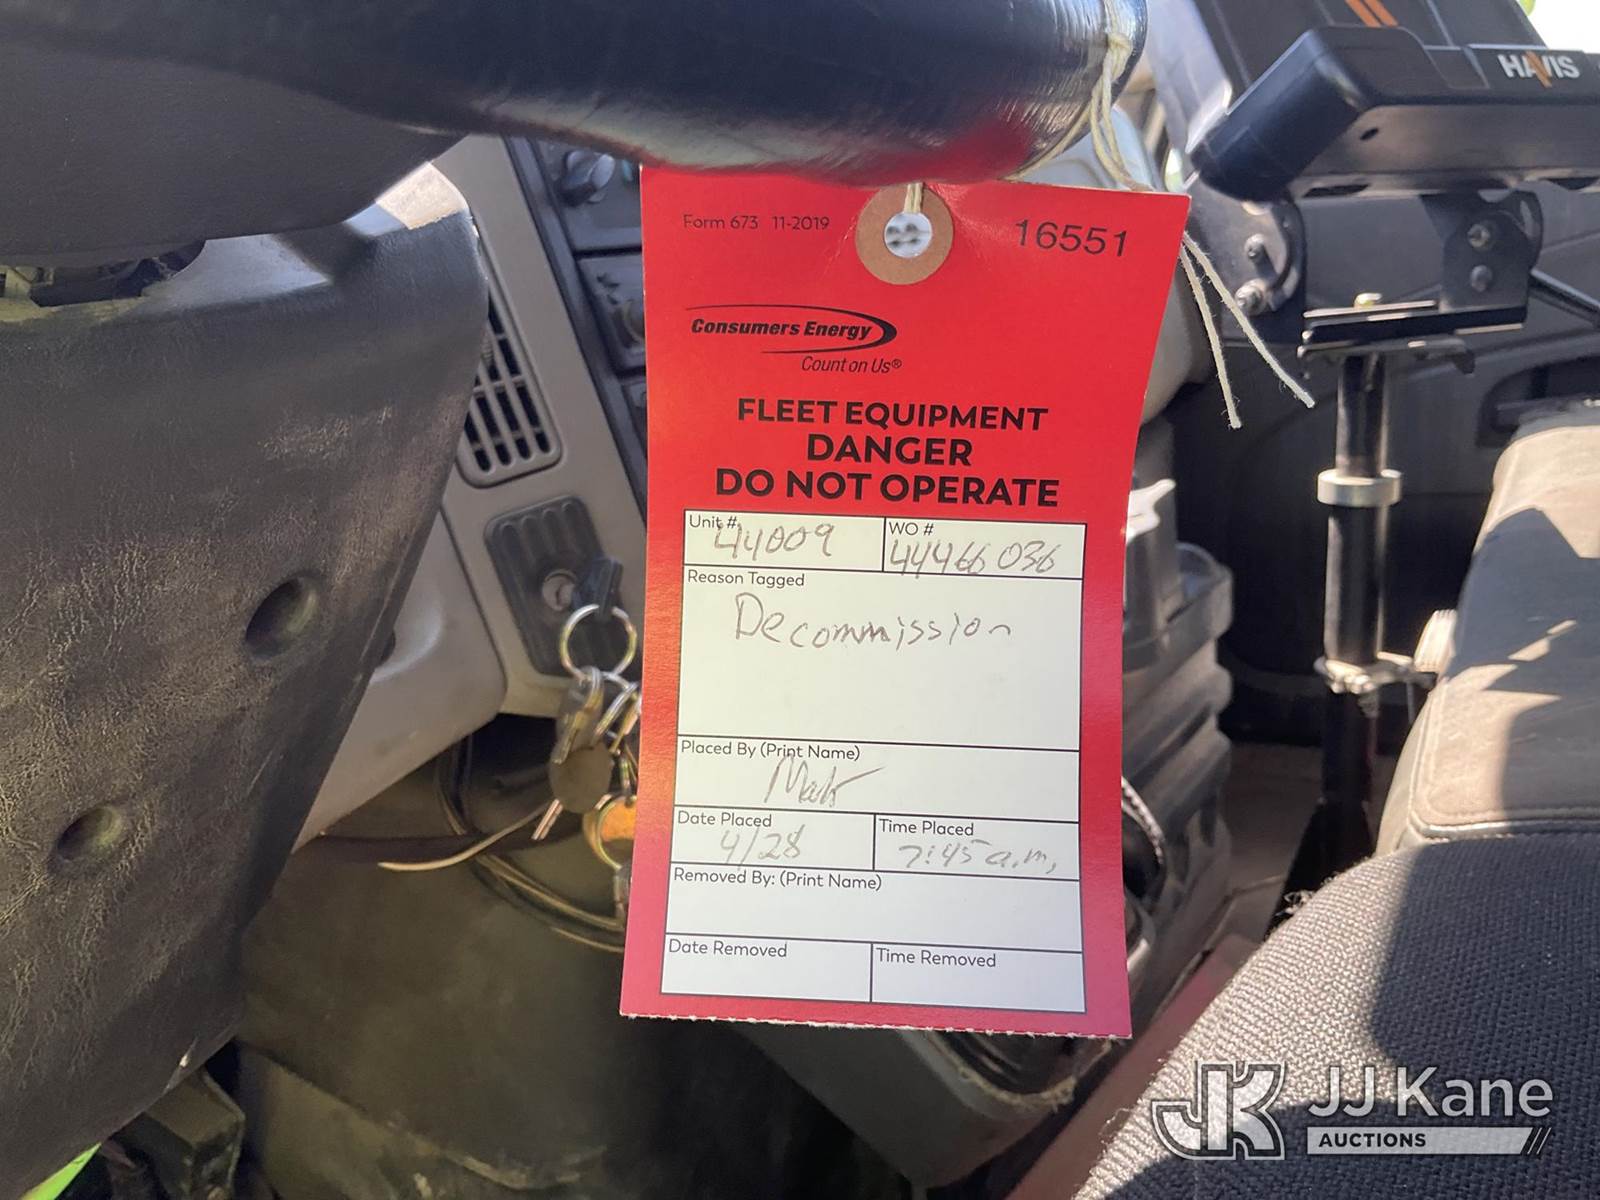 HAVIS
Form 673 11-2019
16551
Consumers Energy
Count on Us®
FLEET EQUIPMENT
DANGER
DO NOT OPERATE
Unit # 44009
WO # 44466036
Reason Tagged
Decommission
Placed By (Print Name)
Mark
Date Placed
4/28
Time Placed
7:45 a.m,
Removed By: (Print Name)
Date Removed
Time Removed
JK JJ Kane
AUCTIONS